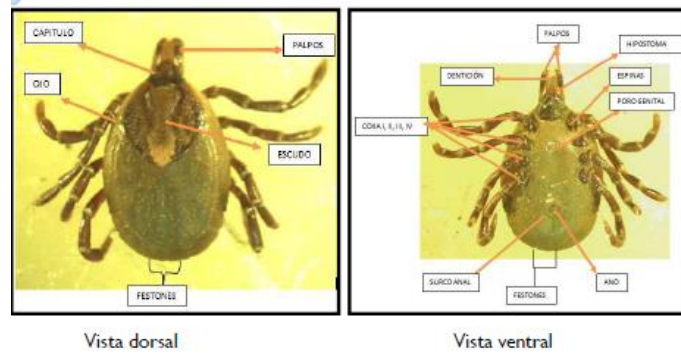 CAPITULO
PALPOS
OJO
ESCUDO
FESTONES
PALPOS
HIPOSTOMA
DENTICIÓN
ESPINAS
PORO GENITAL
COXA I, II, III, IV
SURCO ANAL
ANO
FESTONES
Vista dorsal
Vista ventral